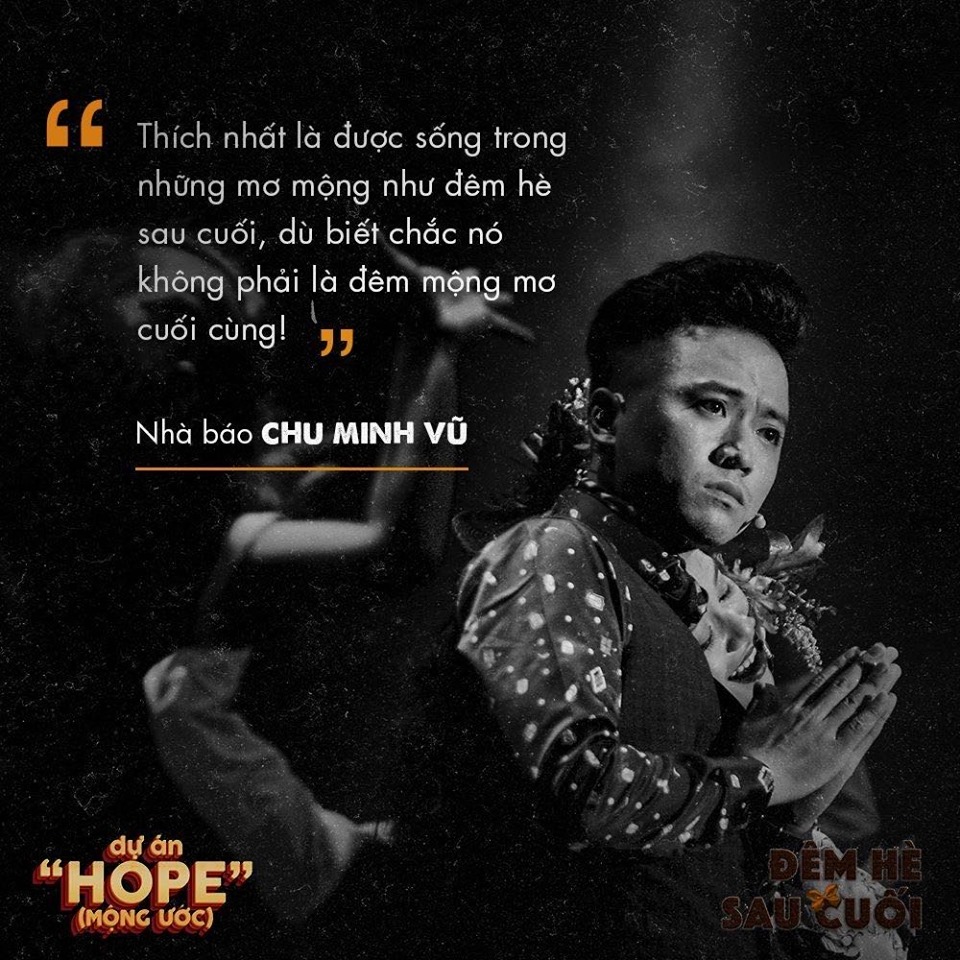 “
Thích nhất là được sống trong
những mơ mộng như đêm hè
sau cuối, dù biết chắc nó
không phải là đêm mộng mơ
cuối cùng!
”
Nhà báo CHU MINH VŨ
dự án
“HOPE”
(MỘNG ƯỚC)
ĐÊM HÈ
SAU CUỐI